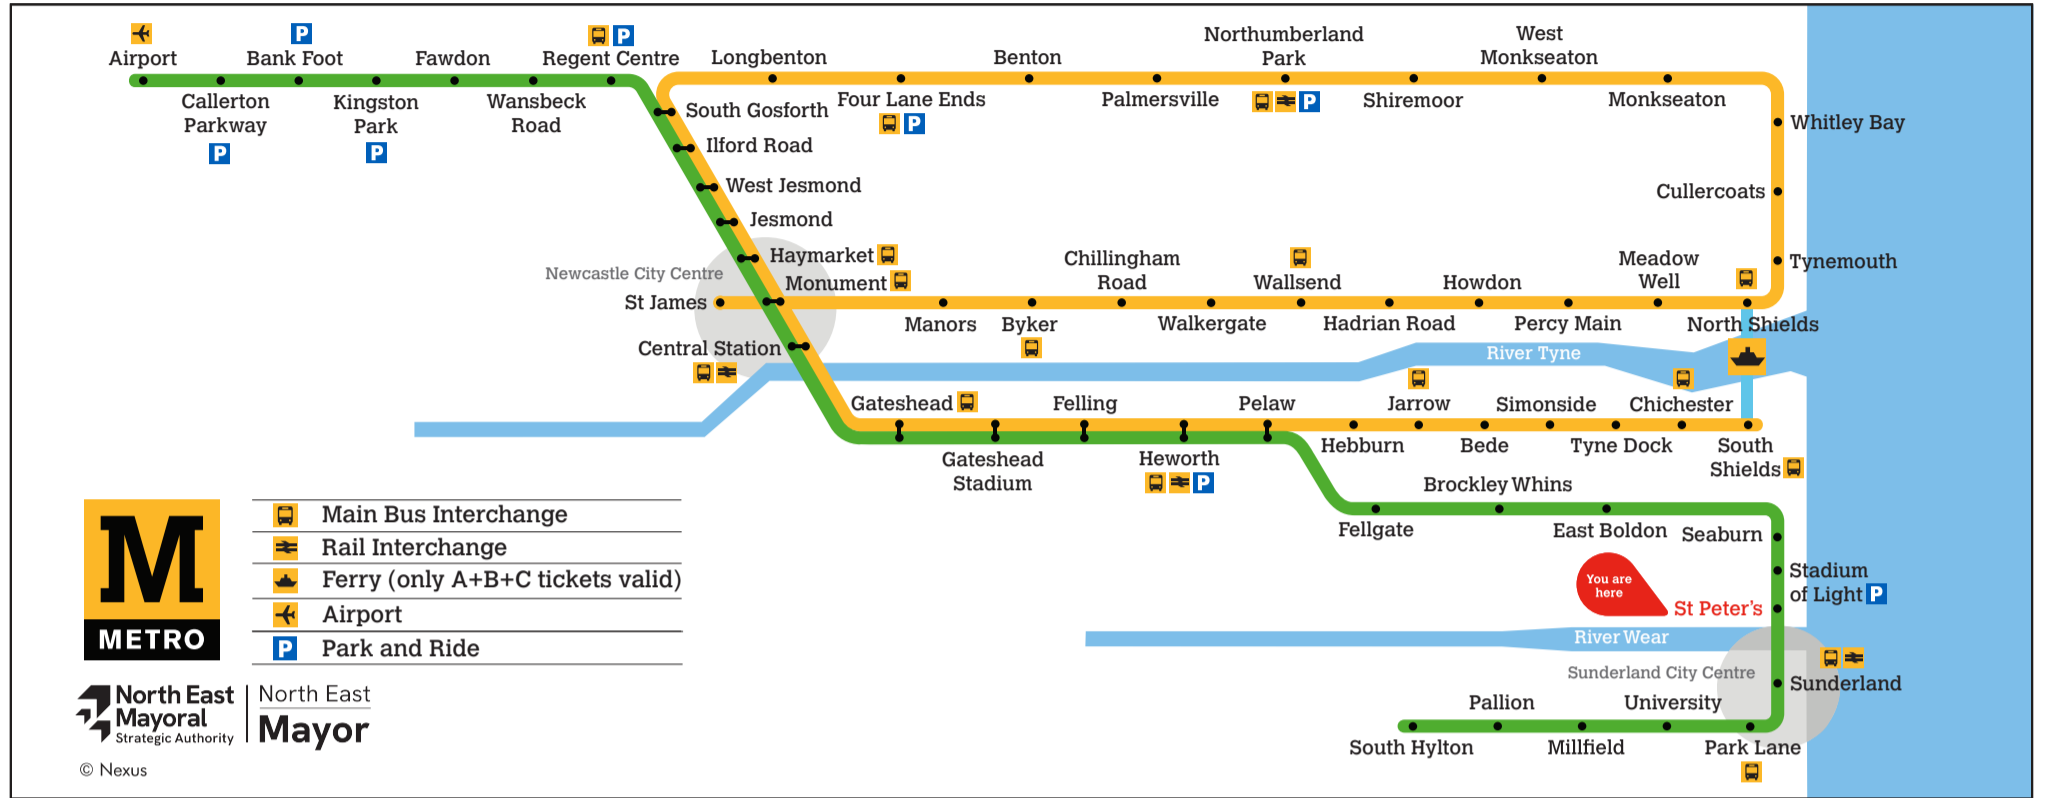 Airport
Callerton
Parkway
P
Bank Foot
P
Kingston
Park
P
Fawdon
Wansbeck
Road
Regent Centre
P
South Gosforth
Ilford Road
West Jesmond
Jesmond
Haymarket
Monument
Newcastle City Centre
St James
Central Station
Longbenton
Four Lane Ends
P
Benton
Palmersville
Northumberland
Park
P
Shiremoor
West
Monkseaton
Monkseaton
Whitley Bay
Cullercoats
Tynemouth
North Shields
Meadow
Well
Percy Main
Howdon
Hadrian Road
Wallsend
Walkergate
Chillingham
Road
Byker
Manors
River Tyne
Gateshead
Gateshead
Stadium
Felling
Heworth
P
Pelaw
Hebburn
Jarrow
Bede
Simonside
Tyne Dock
Chichester
South
Shields
Fellgate
Brockley Whins
East Boldon
Seaburn
Stadium
of Light P
You are
here
St Peter's
River Wear
Sunderland City Centre
Sunderland
Park Lane
University
Millfield
Pallion
South Hylton
M
METRO
Main Bus Interchange
Rail Interchange
Ferry (only A+B+C tickets valid)
Airport
P Park and Ride
North East
Mayoral
Strategic Authority
North East
Mayor
© Nexus